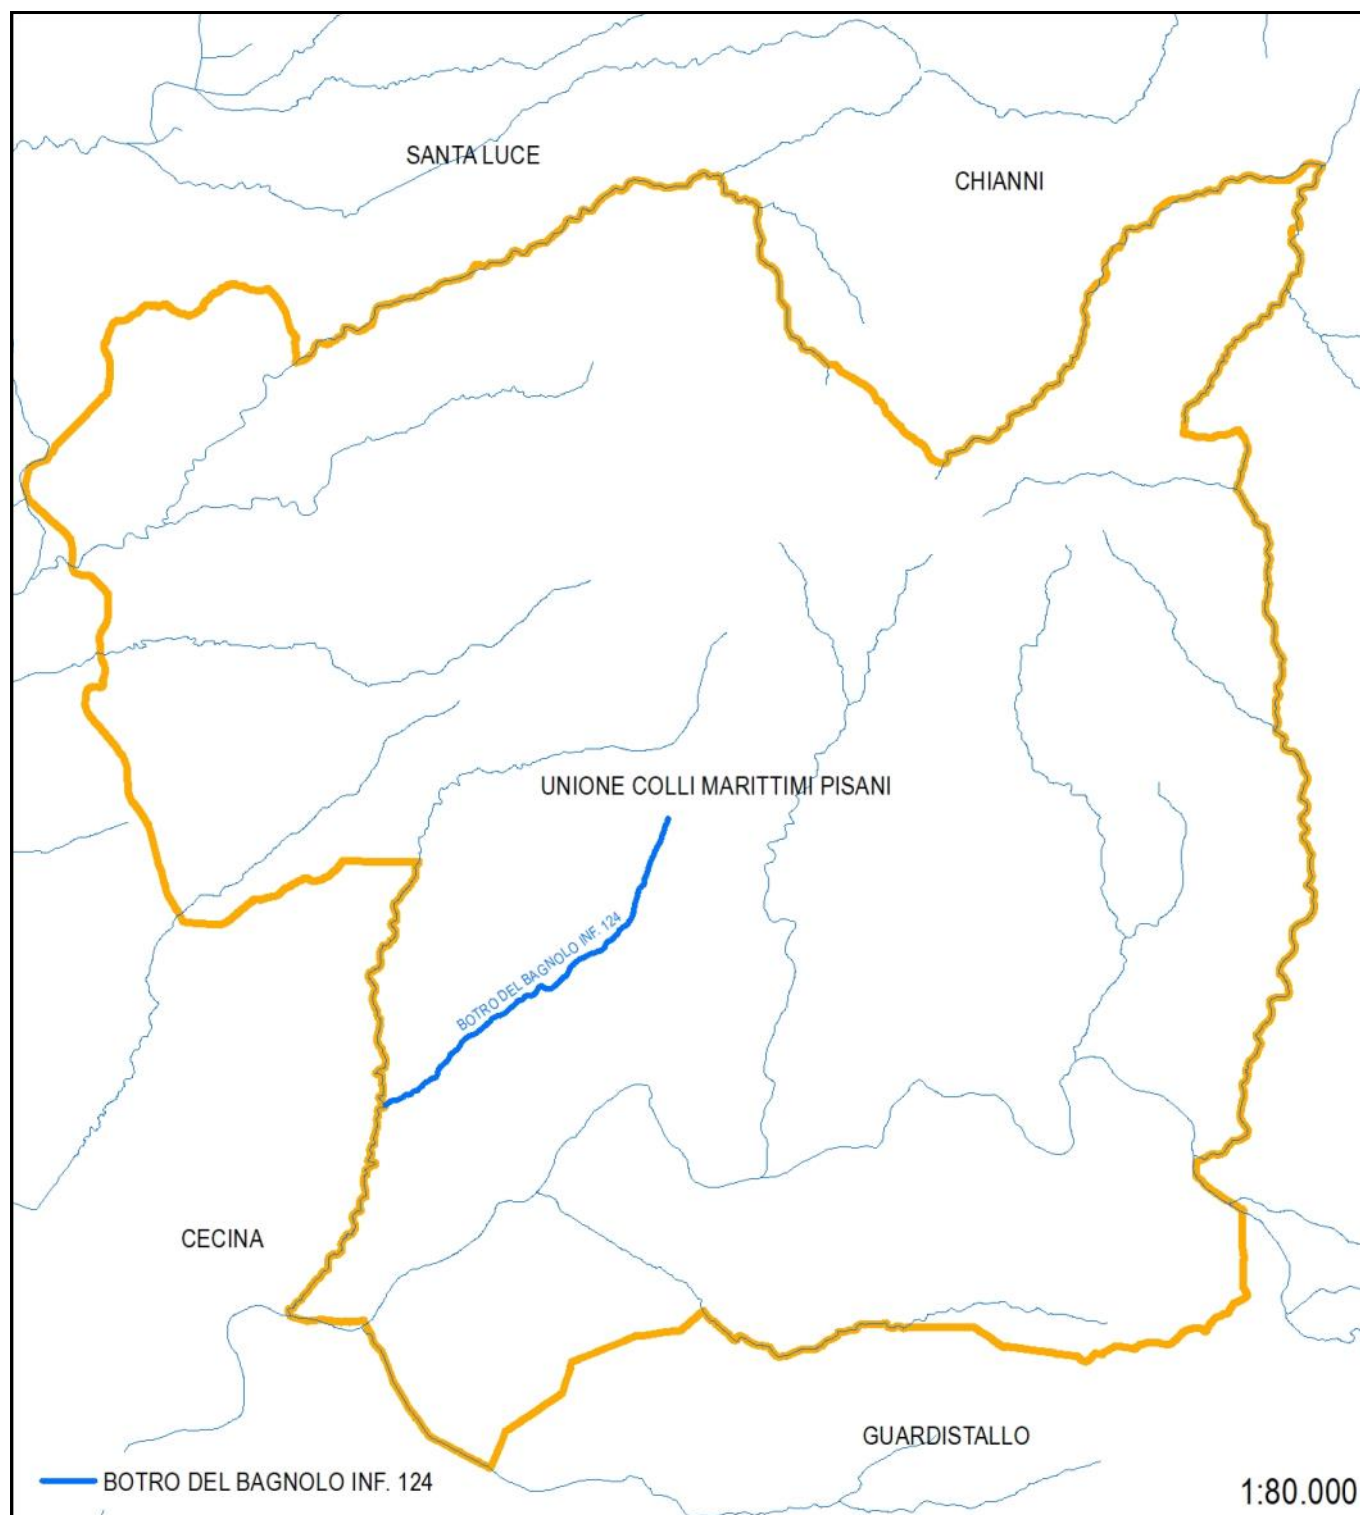 SANTA LUCE
CHIANNI
UNIONE COLLI MARITTIMI PISANI
BOTRO DEL BAGNOLO INF. 124
CECINA
GUARDISTALLO
BOTRO DEL BAGNOLO INF. 124
1:80.000